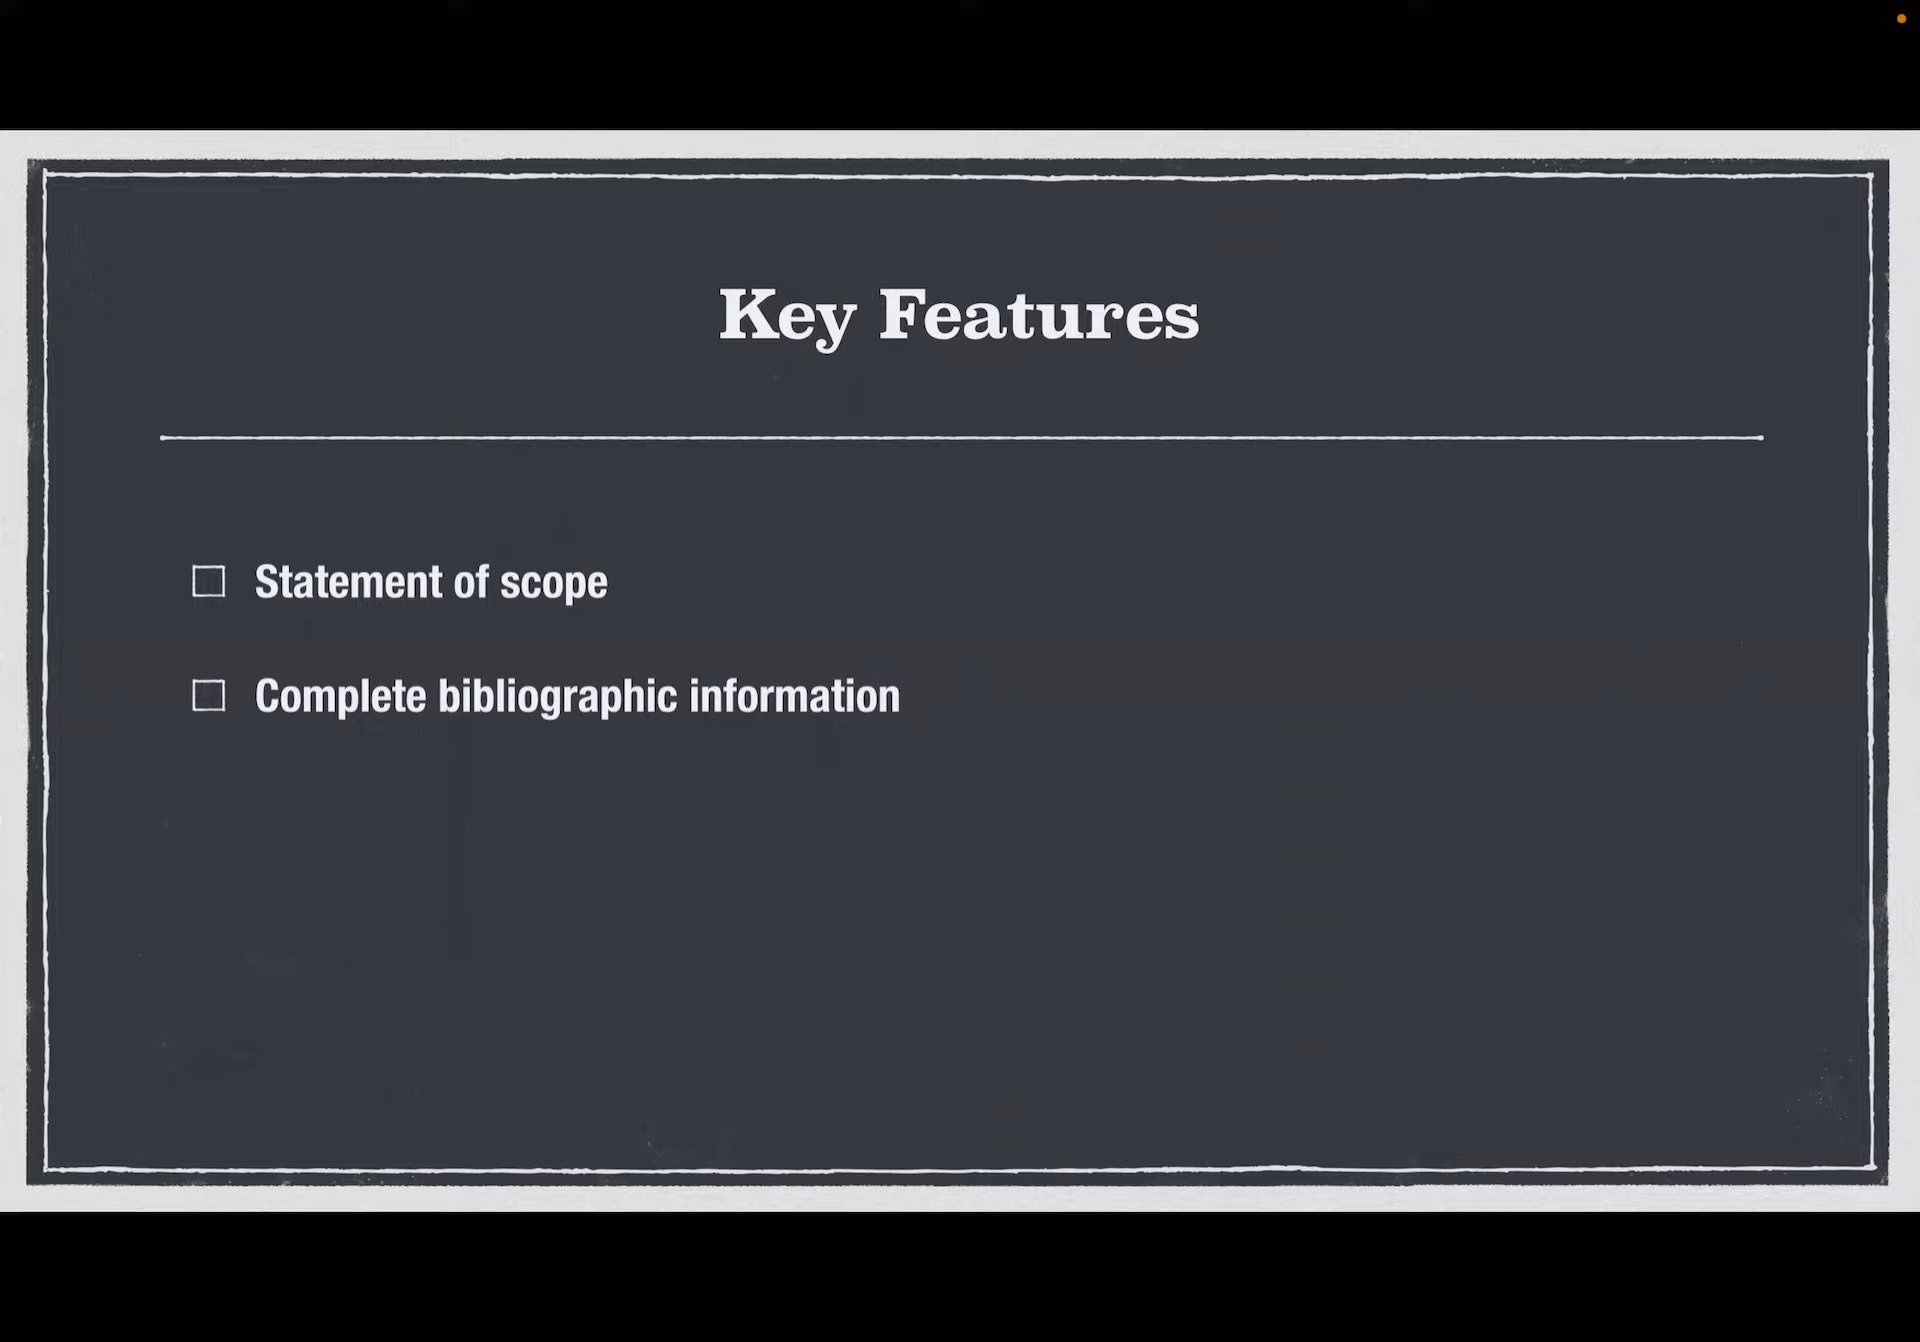 Key Features
Statement of scope
Complete bibliographic information